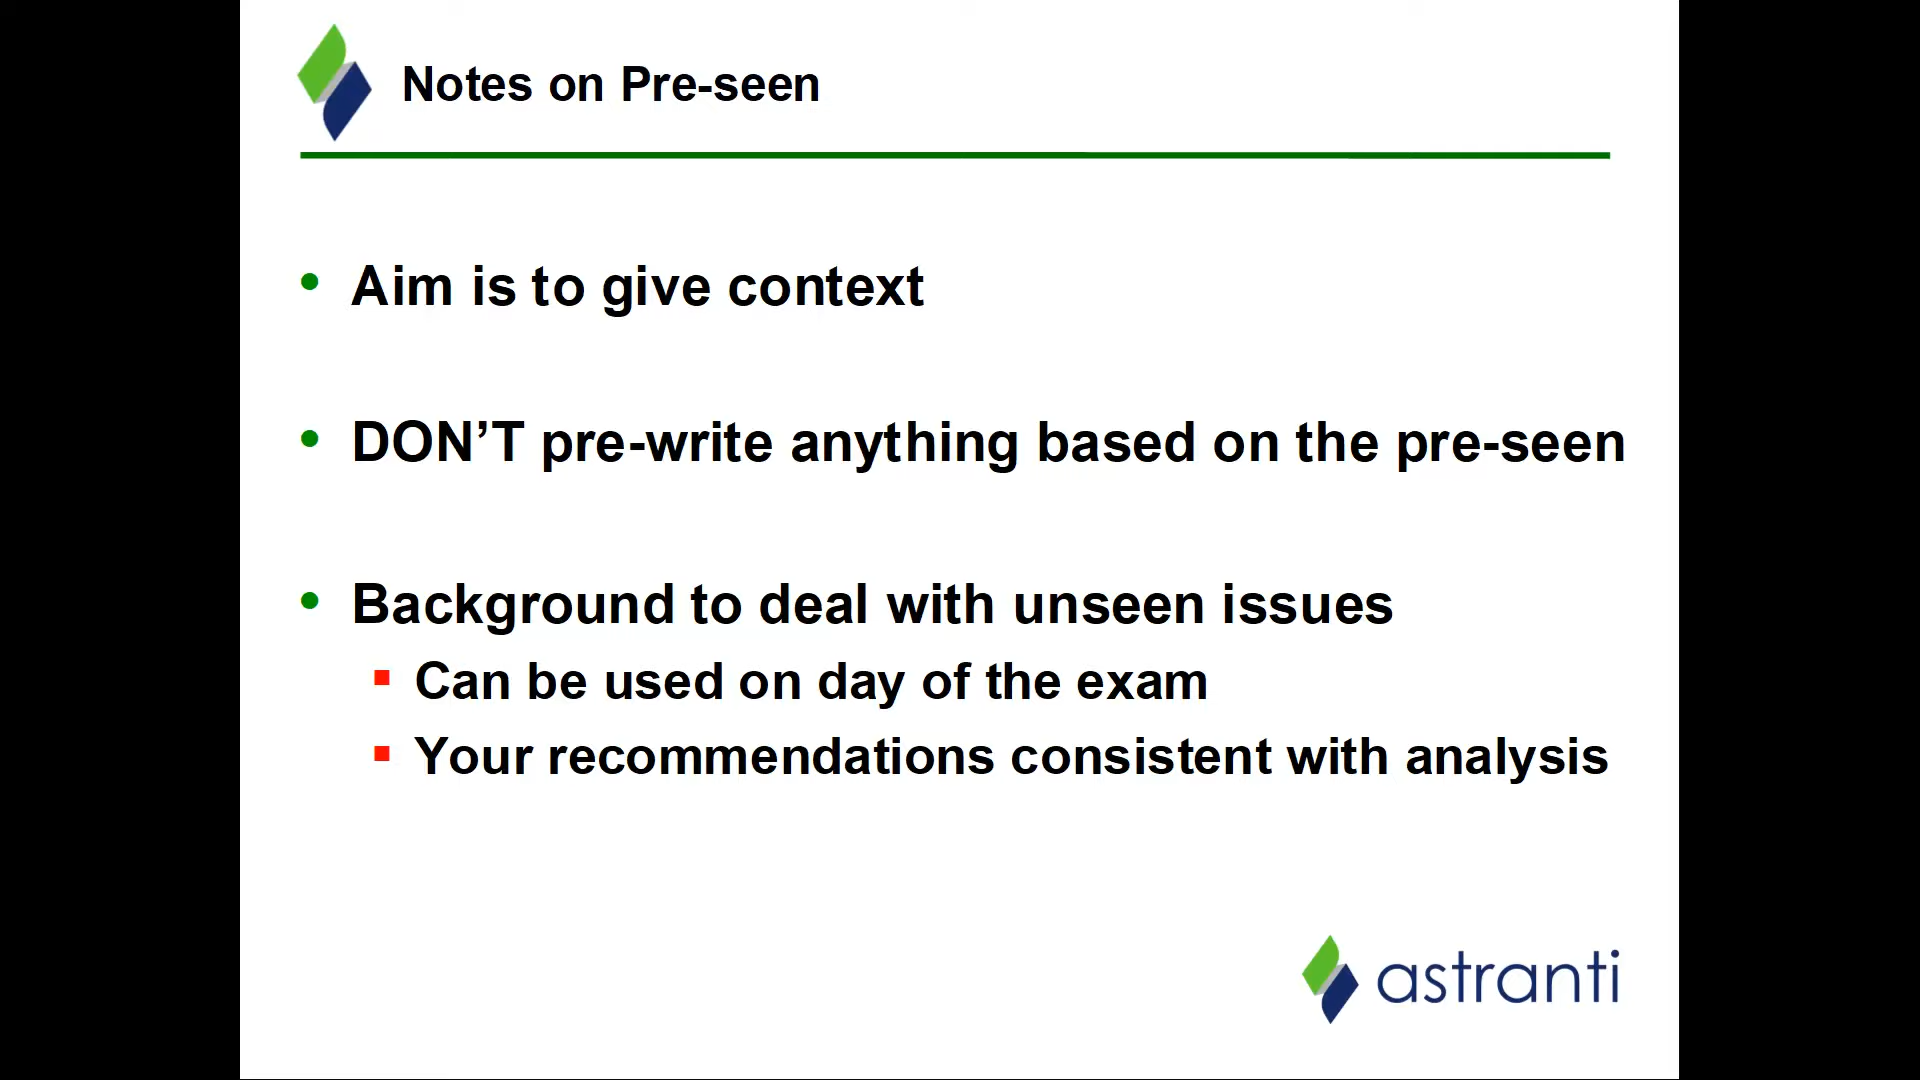 Notes on Pre-seen
• Aim is to give context
• DON’T pre-write anything based on the pre-seen
• Background to deal with unseen issues
▪ Can be used on day of the exam
▪ Your recommendations consistent with analysis
astranti